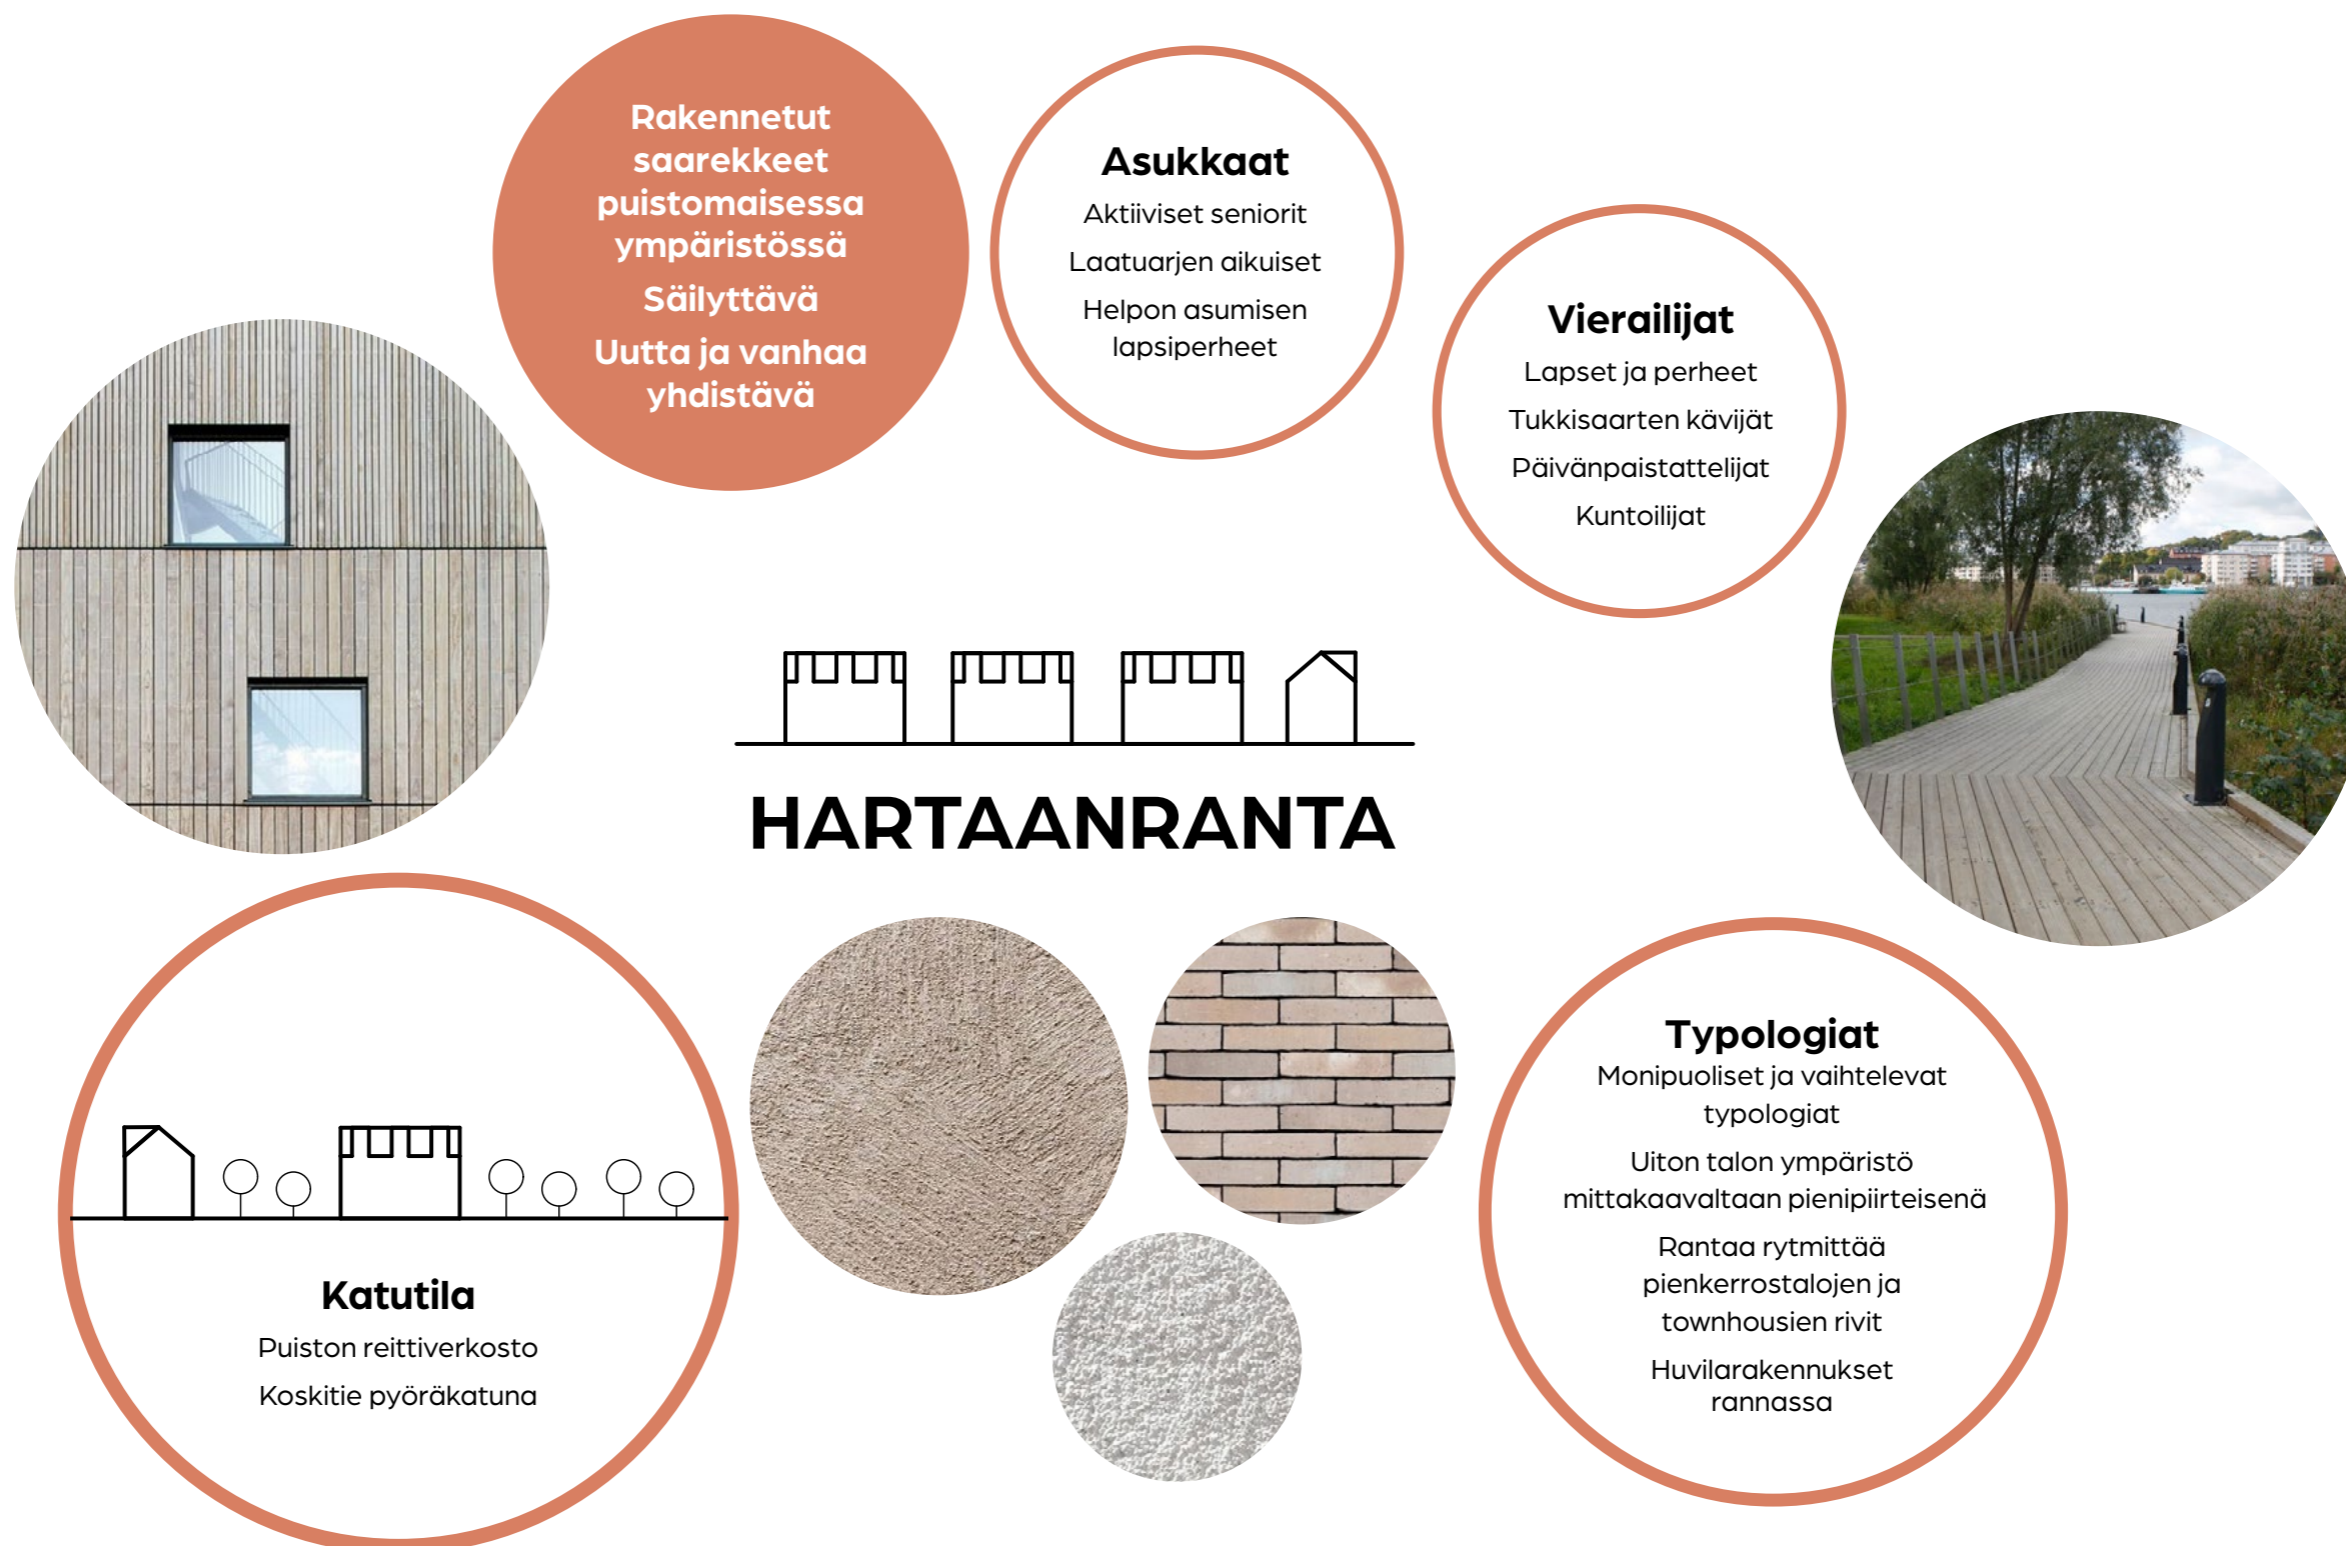 Rakennetut
saarekkeet
puistomaisessa
ympäristössä
Säilyttävä
Uutta ja vanhaa
yhdistävä
Asukkaat
Aktiiviset seniorit
Laatuarjen aikuiset
Helpon asumisen
lapsiperheet
Vierailijat
Lapset ja perheet
Tukkisaarten kävijät
Päivänpaistattelijat
Kuntoilijat
HARTAANRANTA
Katutila
Puiston reittiverkosto
Koskitie pyöräkatuna
Typologiat
Monipuoliset ja vaihtelevat
typologiat
Uiton talon ympäristö
mittakaavaltaan pienipiirteisenä
Rantaa rytmittää
pienkerrostalojen ja
townhousien rivit
Huvilarakennukset
rannassa